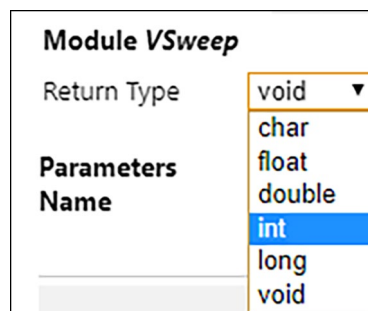 Module VSweep
Return Type void
char
float
Parameters
double
Name
int
long
void